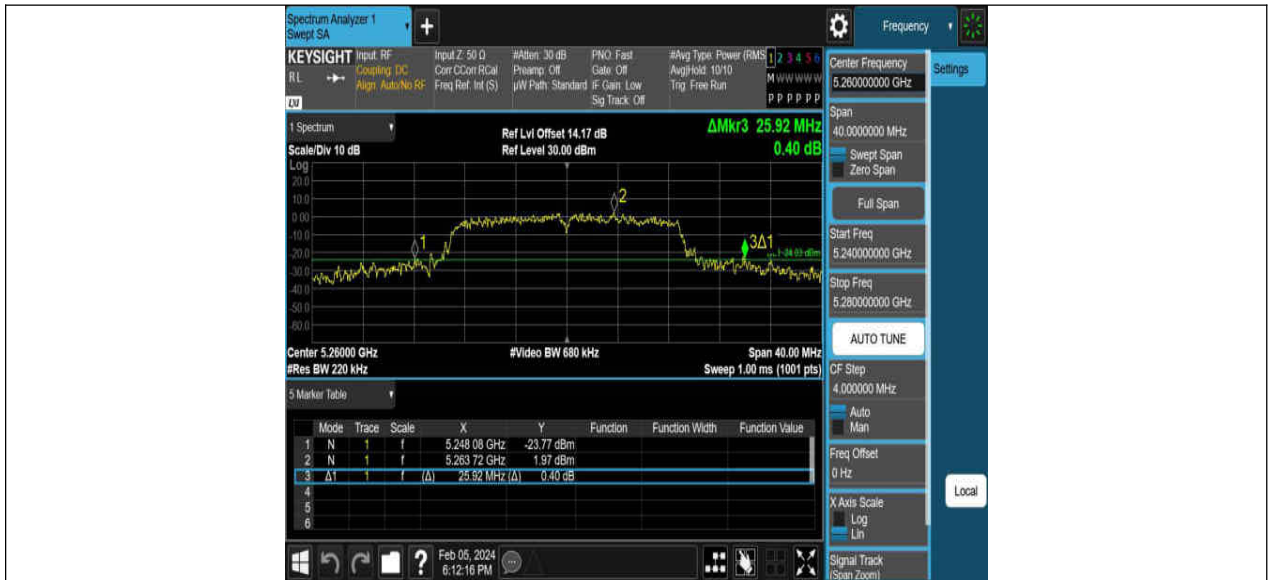 Spectrum Analyzer 1
Swept SA
+
Frequency
KEYSIGHT
RL
Input: RF
Coupling: DC
Align: Auto/No RF
Input Z: 50 Ω
Corr CCorr RCal
Freq Ref: Int (S)
#Atten: 30 dB
Preamp: Off
µW Path: Standard
PNO: Fast
Gate: Off
IF Gain: Low
Sig Track: Off
#Avg Type: Power (RMS
Avg|Hold: 10/10
Trig: Free Run
1 2 3 4 5 6
M W W W W W
P P P P P P
Center Frequency
5.260000000 GHz
Settings
Span
40.0000000 MHz
Swept Span
Zero Span
Full Span
Start Freq
5.240000000 GHz
Stop Freq
5.280000000 GHz
AUTO TUNE
CF Step
4.000000 MHz
Auto
Man
Freq Offset
0 Hz
X Axis Scale
Log
Lin
Signal Track
(Span Zoom)
Local
1 Spectrum
Scale/Div 10 dB
Ref Lvl Offset 14.17 dB
Ref Level 30.00 dBm
ΔMkr3 25.92 MHz
0.40 dB
Log
20.0
10.0
0.00
-10.0
-20.0
-30.0
-40.0
-50.0
-60.0
1
2
3Δ1
-24.03 dBm
Center 5.26000 GHz
#Video BW 680 kHz
Span 40.00 MHz
#Res BW 220 kHz
Sweep 1.00 ms (1001 pts)
5 Marker Table
Mode Trace Scale X Y Function Function Width Function Value
1 N 1 f 5.248 08 GHz -23.77 dBm
2 N 1 f 5.263 72 GHz 1.97 dBm
3 Δ1 1 f (Δ) 25.92 MHz (Δ) 0.40 dB
4
5
6
?
Feb 05, 2024
6:12:16 PM